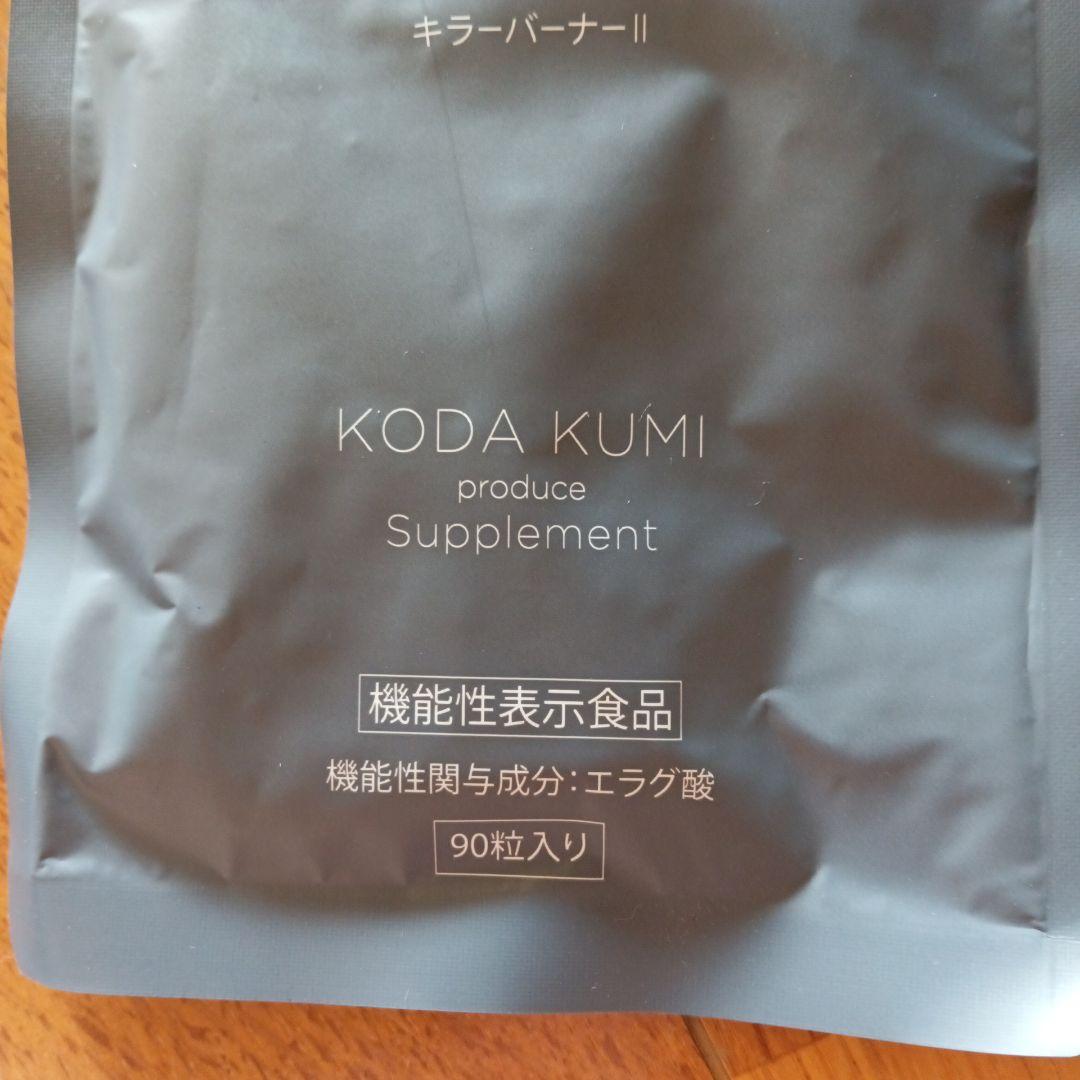 キラーバーナーⅡ
KODA KUMI
produce
Supplement
機能性表示食品
機能性関与成分：エラグ酸
90粒入り